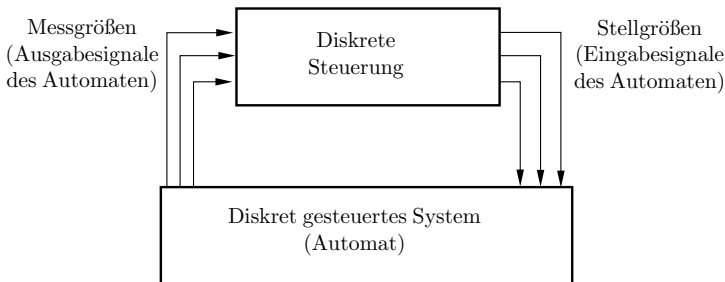 Messgrößen
(Ausgabesignale
des Automaten)
Diskrete
Steuerung
Stellgrößen
(Eingabesignale
des Automaten)
Diskret gesteuertes System
(Automat)